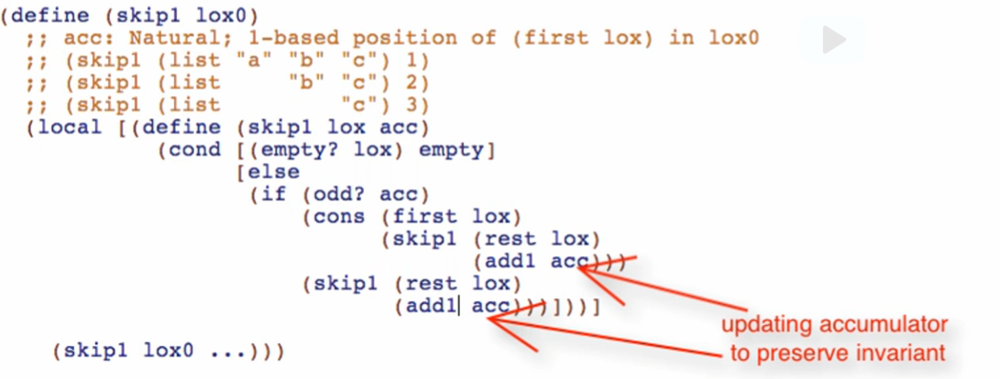 (define (skip1 lox0)
;; acc: Natural; 1-based position of (first lox) in lox0
;; (skip1 (list "a" "b" "c") 1)
;; (skip1 (list "b" "c") 2)
;; (skip1 (list "c") 3)
(local [(define (skip1 lox acc)
(cond [(empty? lox) empty]
[else
(if (odd? acc)
(cons (first lox)
(skip1 (rest lox)
(add1 acc)))
(skip1 (rest lox)
(add1 acc)))]))]
(skip1 lox0 ...)))
updating accumulator
to preserve invariant